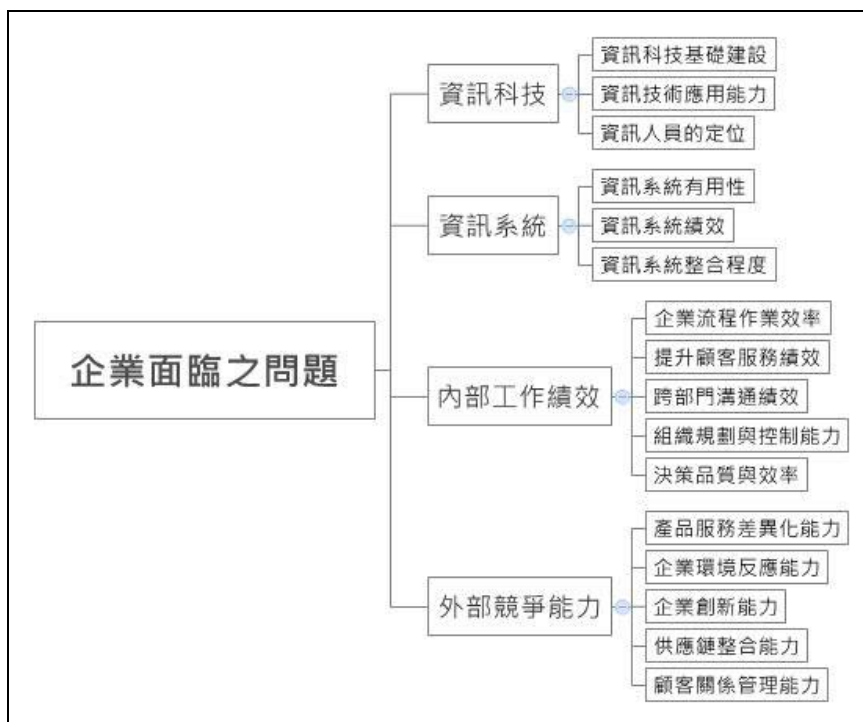 企業面臨之問題
資訊科技
資訊科技基礎建設
資訊技術應用能力
資訊人員的定位
資訊系統
資訊系統有用性
資訊系統績效
資訊系統整合程度
內部工作績效
企業流程作業效率
提升顧客服務績效
跨部門溝通績效
組織規劃與控制能力
決策品質與效率
外部競爭能力
產品服務差異化能力
企業環境反應能力
企業創新能力
供應鏈整合能力
顧客關係管理能力